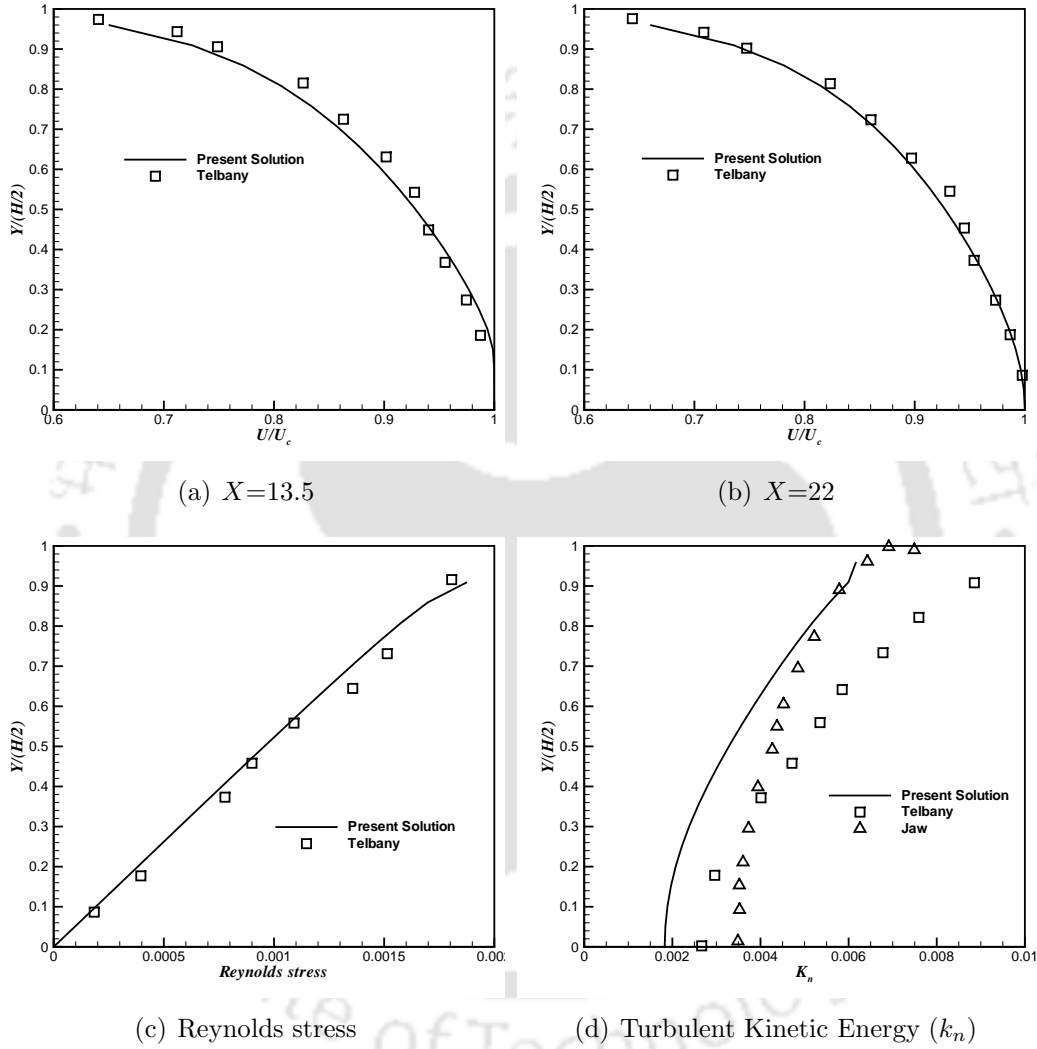 1
0.9
0.8
0.7
0.6
0.5
0.4
0.3
0.2
0.1
0
Y/(H/2)
0.6 0.7 0.8 0.9 1
U/U_c
Present Solution
Telbany
(a) X=13.5
1
0.9
0.8
0.7
0.6
0.5
0.4
0.3
0.2
0.1
0
Y/(H/2)
0.6 0.7 0.8 0.9 1
U/U_c
Present Solution
Telbany
(b) X=22
1
0.9
0.8
0.7
0.6
0.5
0.4
0.3
0.2
0.1
0
Y/(H/2)
0 0.0005 0.001 0.0015 0.00
Reynolds stress
Present Solution
Telbany
(c) Reynolds stress
1
0.9
0.8
0.7
0.6
0.5
0.4
0.3
0.2
0.1
0
Y/(H/2)
0 0.002 0.004 0.006 0.008 0.01
K_n
Present Solution
Telbany
Jaw
(d) Turbulent Kinetic Energy (k_n)
of Technolo